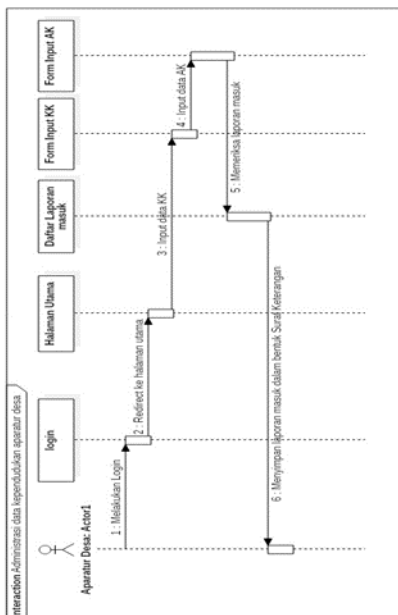 Interaction Administrasi data kependudukan aparatur desa
Aparatur Desa: Actor1
login
Halaman Utama
Daftar Laporan
masuk
Form Input KK
Form Input AK
1 : Melakukan Login
2 : Redirect ke halaman utama
3 : Input data KK
4 : Input data AK
5 : Memeriksa laporan masuk
6 : Menyimpan laporan masuk dalam bentuk Surat Keterangan